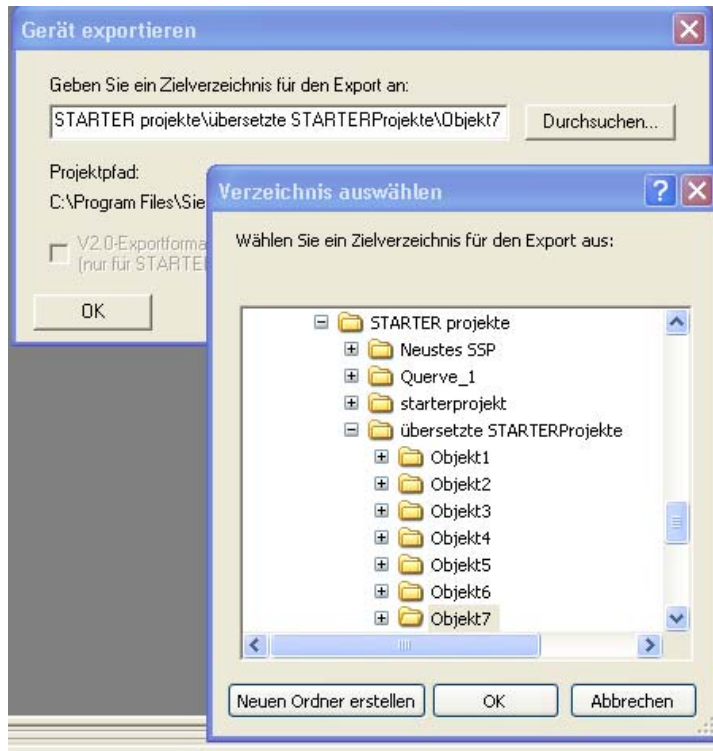 Gerät exportieren
Geben Sie ein Zielverzeichnis für den Export an:
STARTER projekte\übersetzte STARTERProjekte\Objekt7
Durchsuchen...
Projektpfad:
C:\Program Files\Sie
V2.0-Exportforma
(nur für STARTE
OK
Verzeichnis auswählen
Wählen Sie ein Zielverzeichnis für den Export aus:
STARTER projekte
Neustes SSP
Querve_1
starterprojekt
übersetzte STARTERProjekte
Objekt1
Objekt2
Objekt3
Objekt4
Objekt5
Objekt6
Objekt7
Neuen Ordner erstellen
OK
Abbrechen